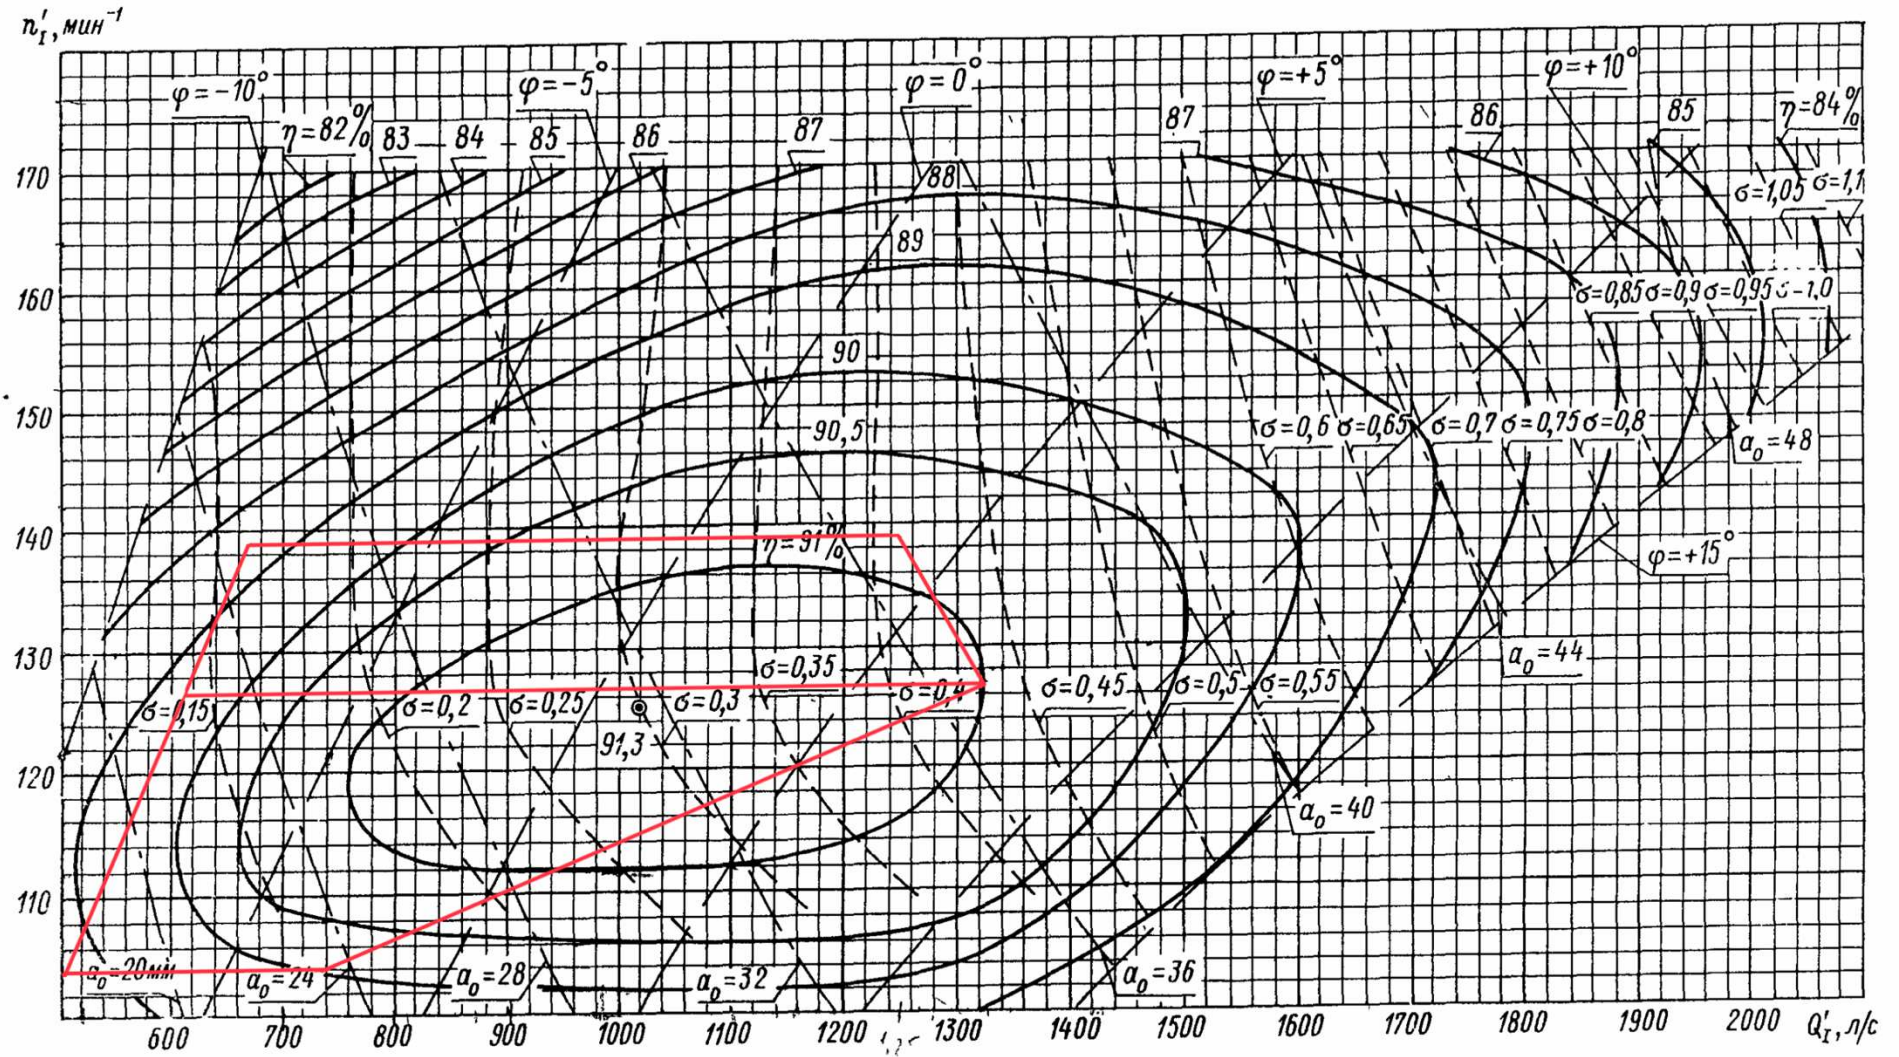 n'I, мин⁻¹
φ=-10° φ=-5° φ=0° φ=+5° φ=+10°
η=82% 83 84 85 86 87 87 86 85 η=84%
170 88 σ=1,05 σ=1,1
89
160 σ=0,85 σ=0,9 σ=0,95 σ=1,0
90
150 90,5 σ=0,6 σ=0,65 σ=0,7 σ=0,75 σ=0,8 a₀=48
140 η=91% φ=+15°
130 σ=0,35 a₀=44
σ=0,15 σ=0,2 σ=0,25 σ=0,3 σ=0,4 σ=0,45 σ=0,5 σ=0,55
91,3
120 a₀=40
110
a₀=20мм a₀=24 a₀=28 a₀=32 a₀=36
600 700 800 900 1000 1100 1200 1300 1400 1500 1600 1700 1800 1900 2000 Q'I, л/с